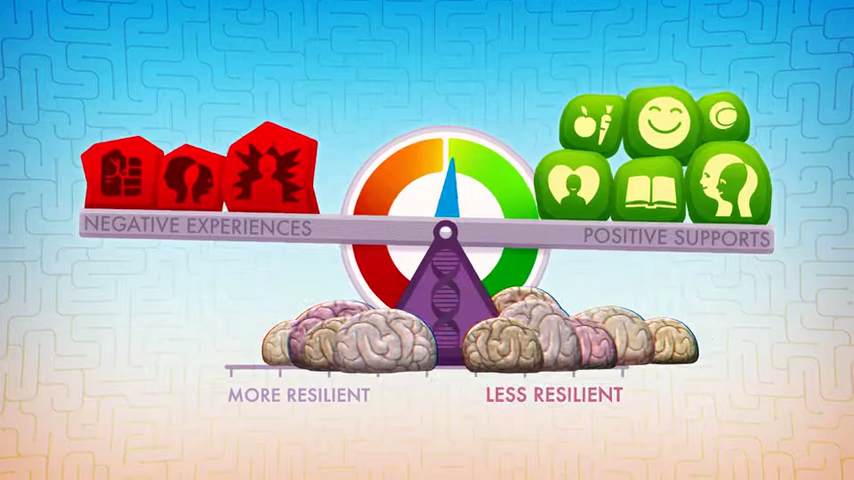 NEGATIVE EXPERIENCES
POSITIVE SUPPORTS
MORE RESILIENT
LESS RESILIENT